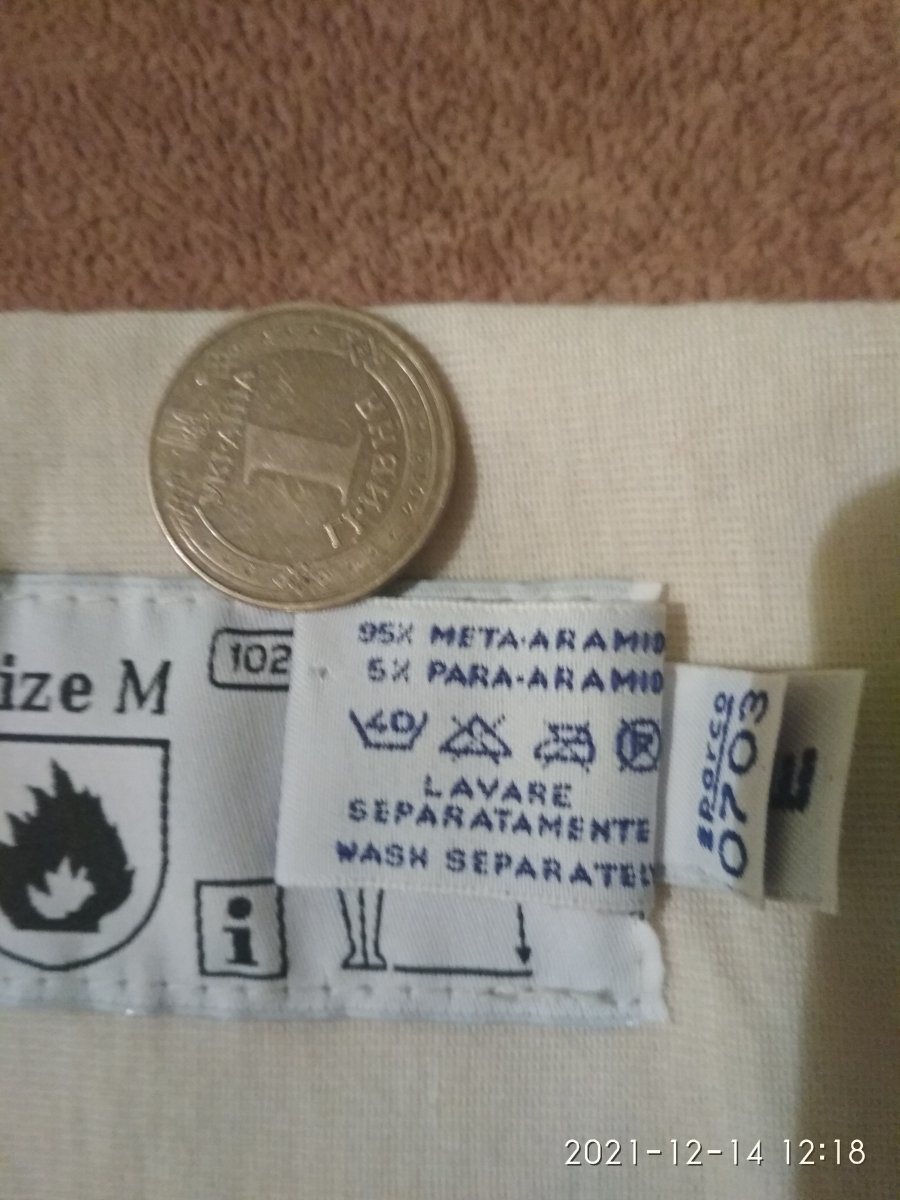 УКРАЇНА
1
ГРИВНЯ
ize M
102
95% META-ARAMID
5% PARA-ARAMID
40
LAVARE
SEPARATAMENTE
WASH SEPARATELY
sparco
0703
E
i
2021-12-14 12:18